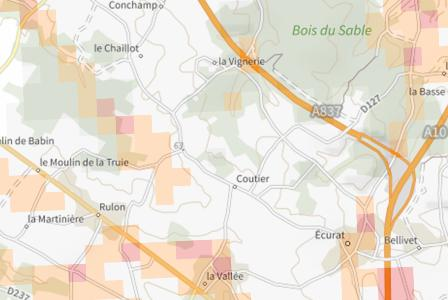 Conchamp
Bois du Sable
le Chaillot
la Vignerie
la Basse
D127
A837
A10
lin de Babin
62
le Moulin de la Truie
Coutier
Rulon
la Martinière
Écurat
Bellivet
la Vallée
D237